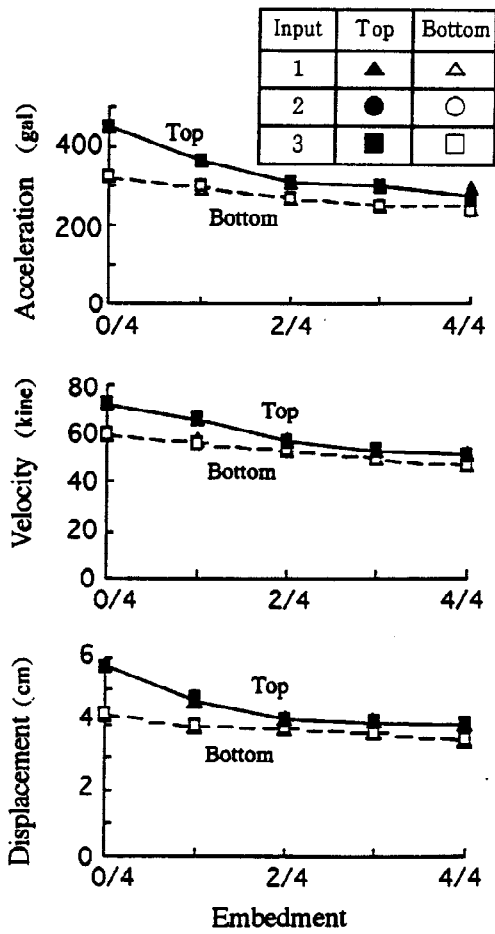 Input Top Bottom
1 ▲ △
2 ● ○
3 ■ □
Acceleration (gal)
400
200
0
Top
Bottom
0/4 2/4 4/4
Velocity (kine)
80
60
40
20
0
Top
Bottom
0/4 2/4 4/4
Displacement (cm)
6
4
2
0
Top
Bottom
0/4 2/4 4/4
Embedment